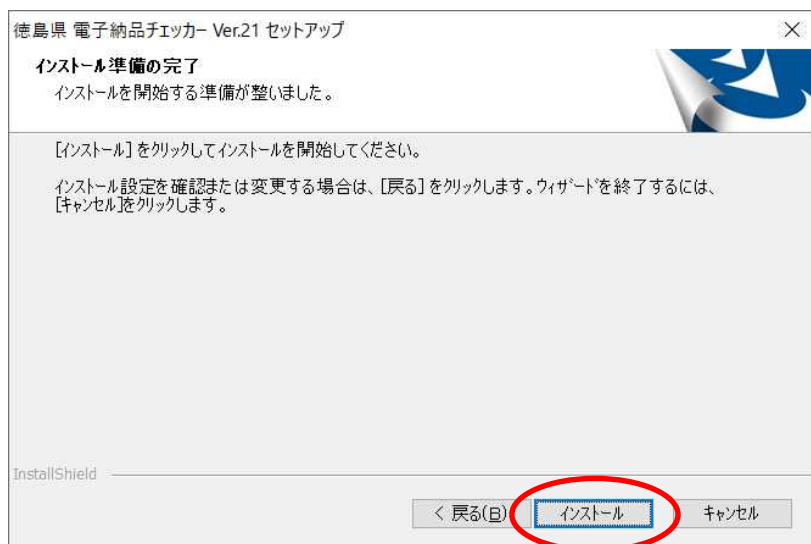 徳島県 電子納品チェッカー Ver.21 セットアップ
インストール準備の完了
インストールを開始する準備が整いました。
[インストール] をクリックしてインストールを開始してください。
インストール設定を確認または変更する場合は、[戻る] をクリックします。ウィザードを終了するには、
[キャンセル]をクリックします。
InstallShield
< 戻る(B)
インストール
キャンセル